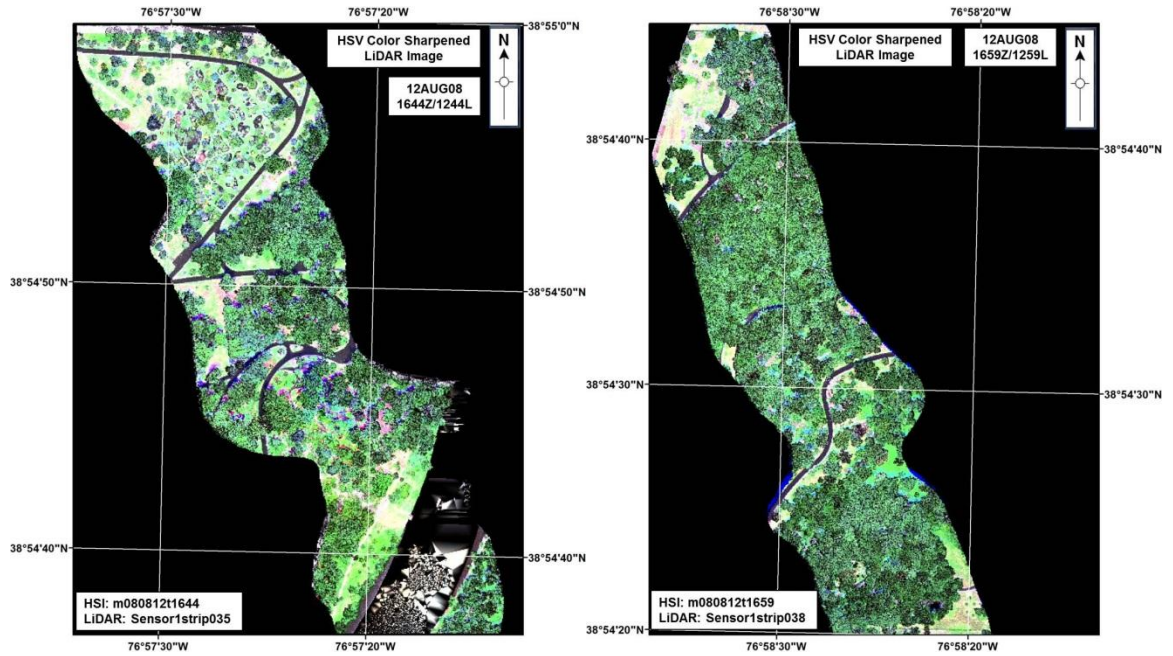 76°57'30"W
76°57'20"W
38°55'0"N
HSV Color Sharpened
LiDAR Image
N
12AUG08
1644Z/1244L
38°54'50"N
38°54'50"N
38°54'40"N
38°54'40"N
HSI: m080812t1644
LiDAR: Sensor1strip035
76°57'30"W
76°57'20"W
76°58'30"W
76°58'20"W
HSV Color Sharpened
LiDAR Image
12AUG08
1659Z/1259L
N
38°54'40"N
38°54'40"N
38°54'30"N
38°54'30"N
38°54'20"N
HSI: m080812t1659
LiDAR: Sensor1strip038
76°58'30"W
76°58'20"W